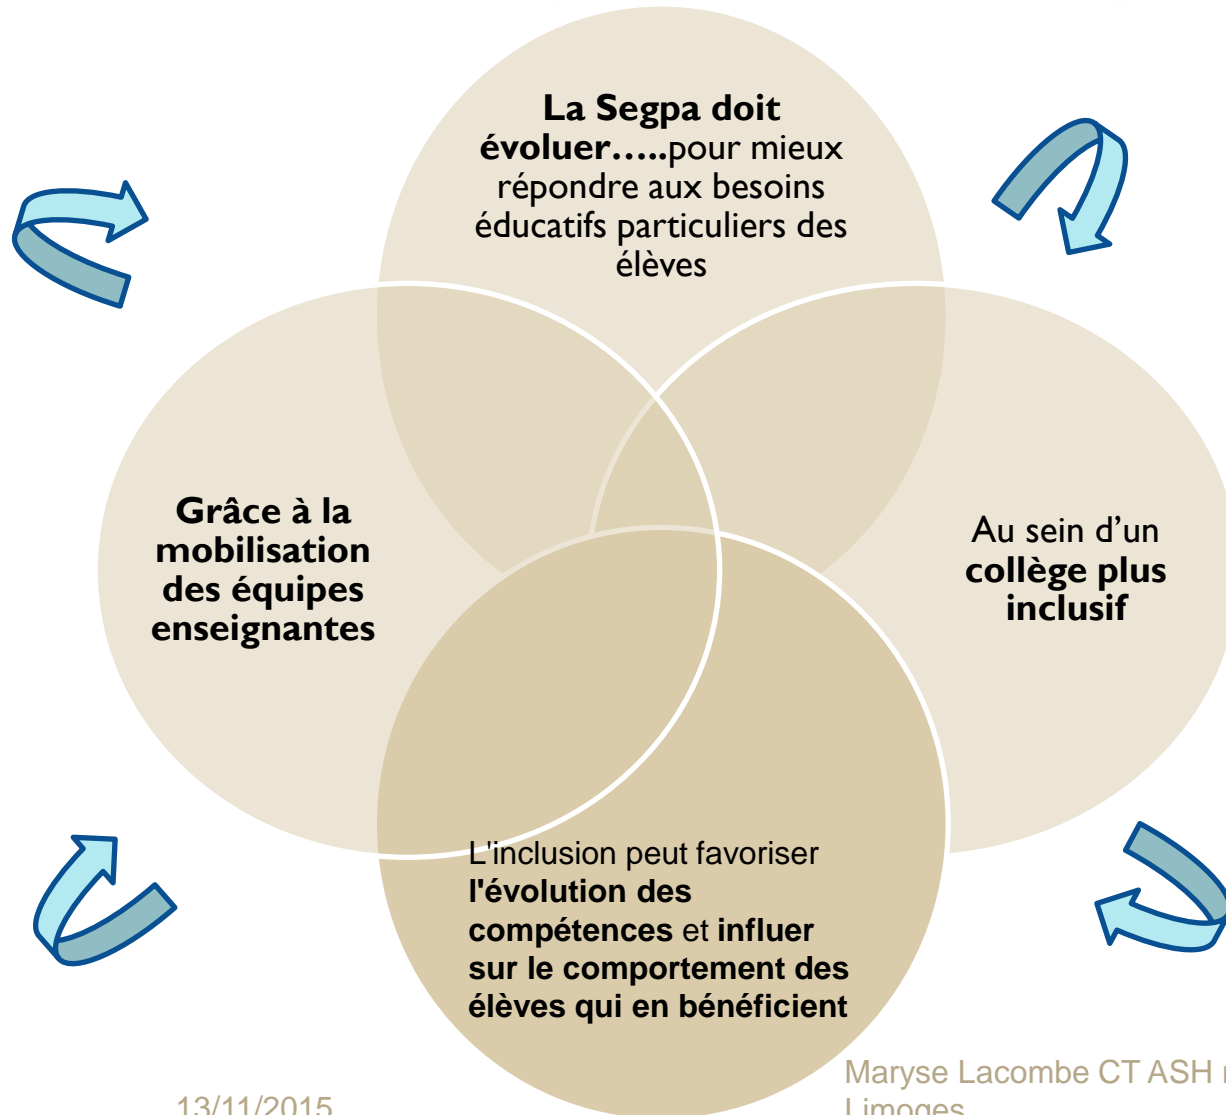 La Segpa doit
évoluer…..pour mieux
répondre aux besoins
éducatifs particuliers des
élèves
Grâce à la
mobilisation
des équipes
enseignantes
Au sein d’un
collège plus
inclusif
L'inclusion peut favoriser
l'évolution des
compétences et influer
sur le comportement des
élèves qui en bénéficient
13/11/2015
Maryse Lacombe CT ASH
Limoges